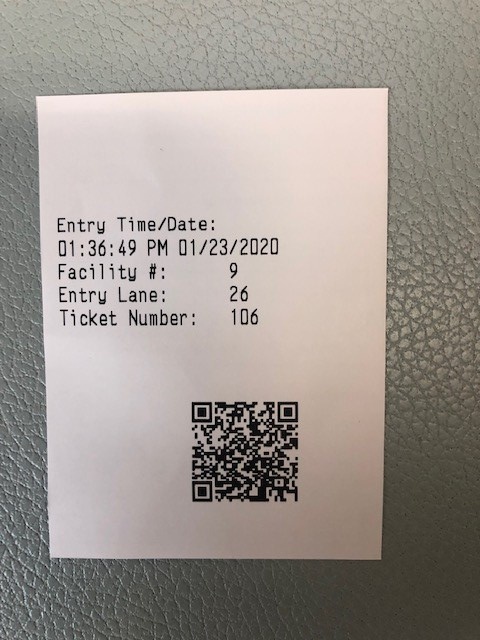 Entry Time/Date:
01:36:49 PM 01/23/2020
Facility #: 9
Entry Lane: 26
Ticket Number: 106